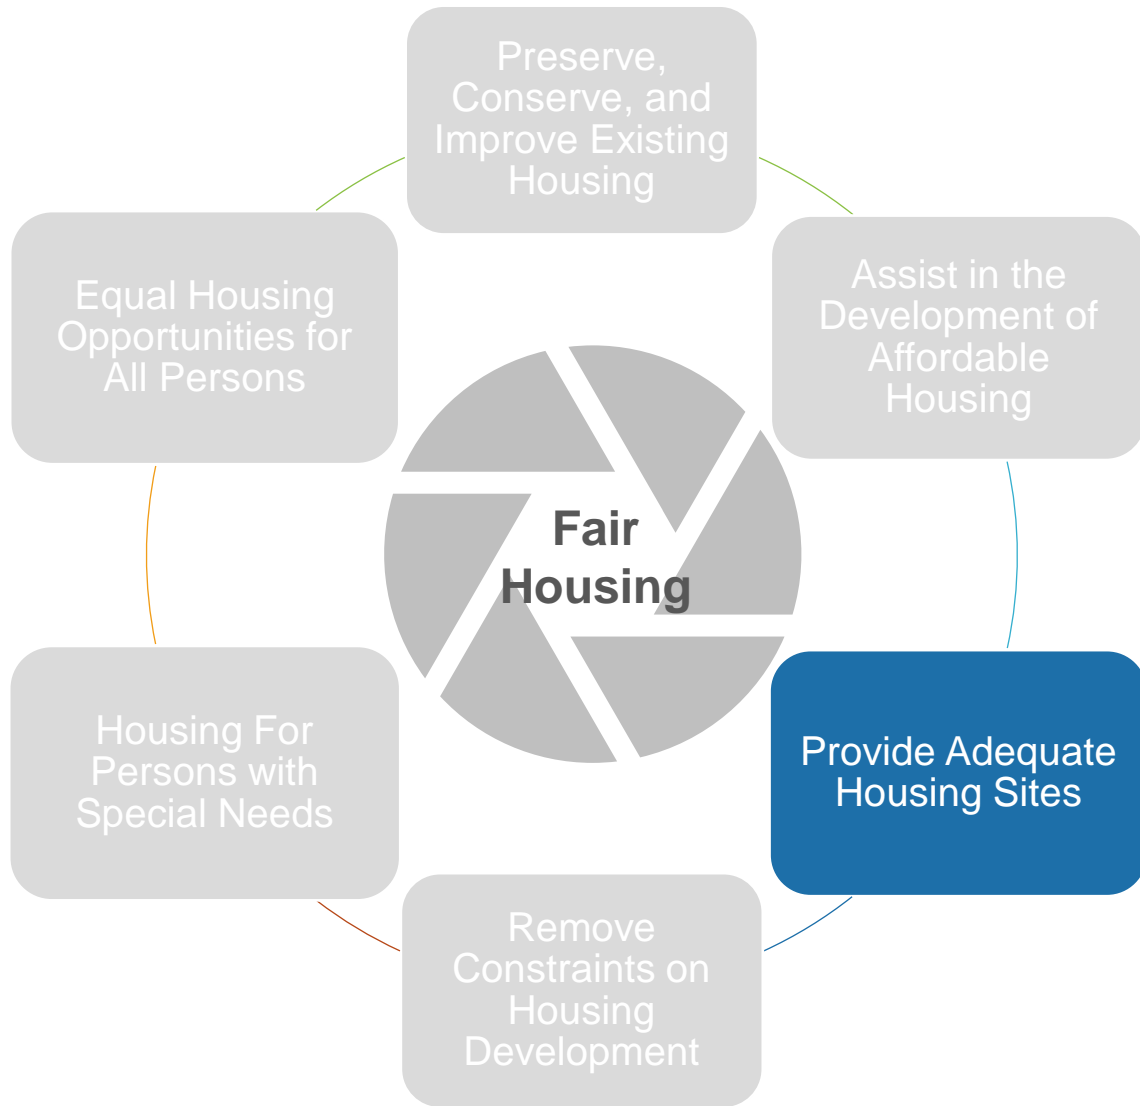 Preserve,
Conserve, and
Improve Existing
Housing
Assist in the
Development of
Affordable
Housing
Provide Adequate
Housing Sites
Remove
Constraints on
Housing
Development
Housing For
Persons with
Special Needs
Equal Housing
Opportunities for
All Persons
Fair
Housing